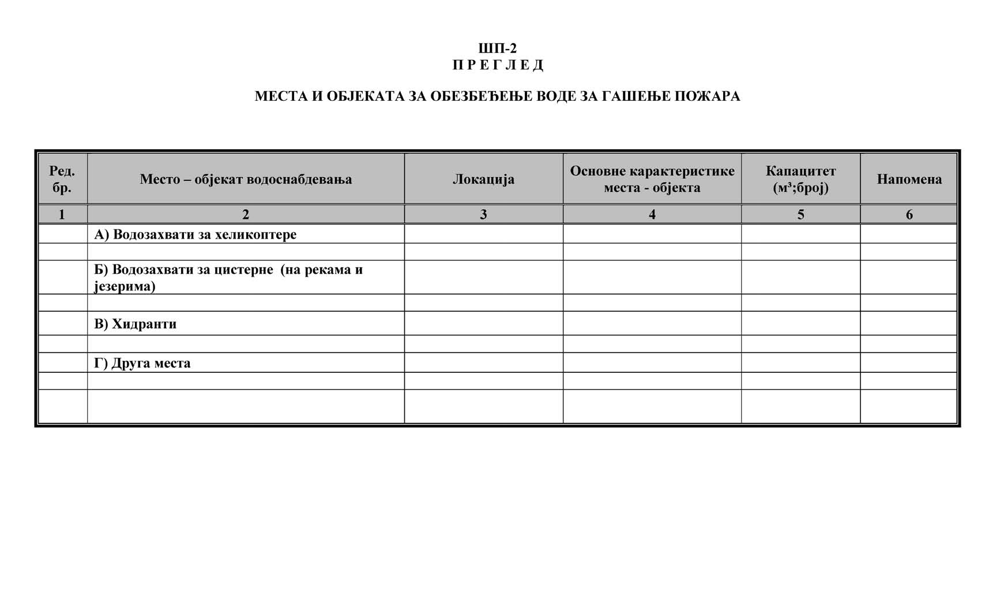 ШП-2
П Р Е Г Л Е Д
МЕСТА И ОБЈЕКАТА ЗА ОБЕЗБЕЂЕЊЕ ВОДЕ ЗА ГАШЕЊЕ ПОЖАРА
Ред.
бр.
Место – објекат водоснабдевања
Локација
Основне карактеристике
места - објекта
Капацитет
(м³;број)
Напомена
1 2 3 4 5 6
А) Водозахвати за хеликоптере
Б) Водозахвати за цистерне (на рекама и
језерима)
В) Хидранти
Г) Друга места